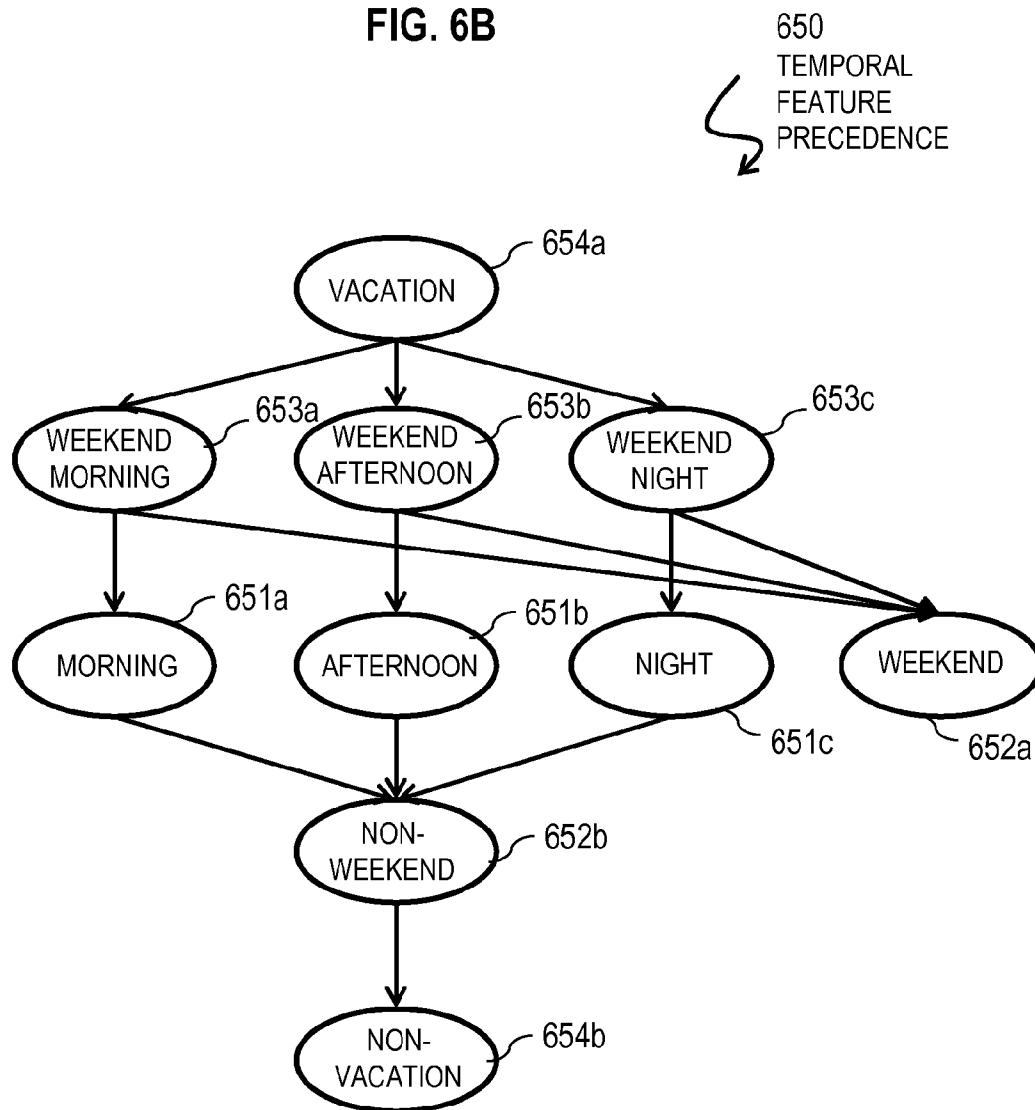 FIG. 6B
650
TEMPORAL
FEATURE
PRECEDENCE
654a
VACATION
653a
653b
653c
WEEKEND
MORNING
WEEKEND
AFTERNOON
WEEKEND
NIGHT
651a
651b
MORNING
AFTERNOON
NIGHT
WEEKEND
651c
652a
NON-
WEEKEND
652b
NON-
VACATION
654b